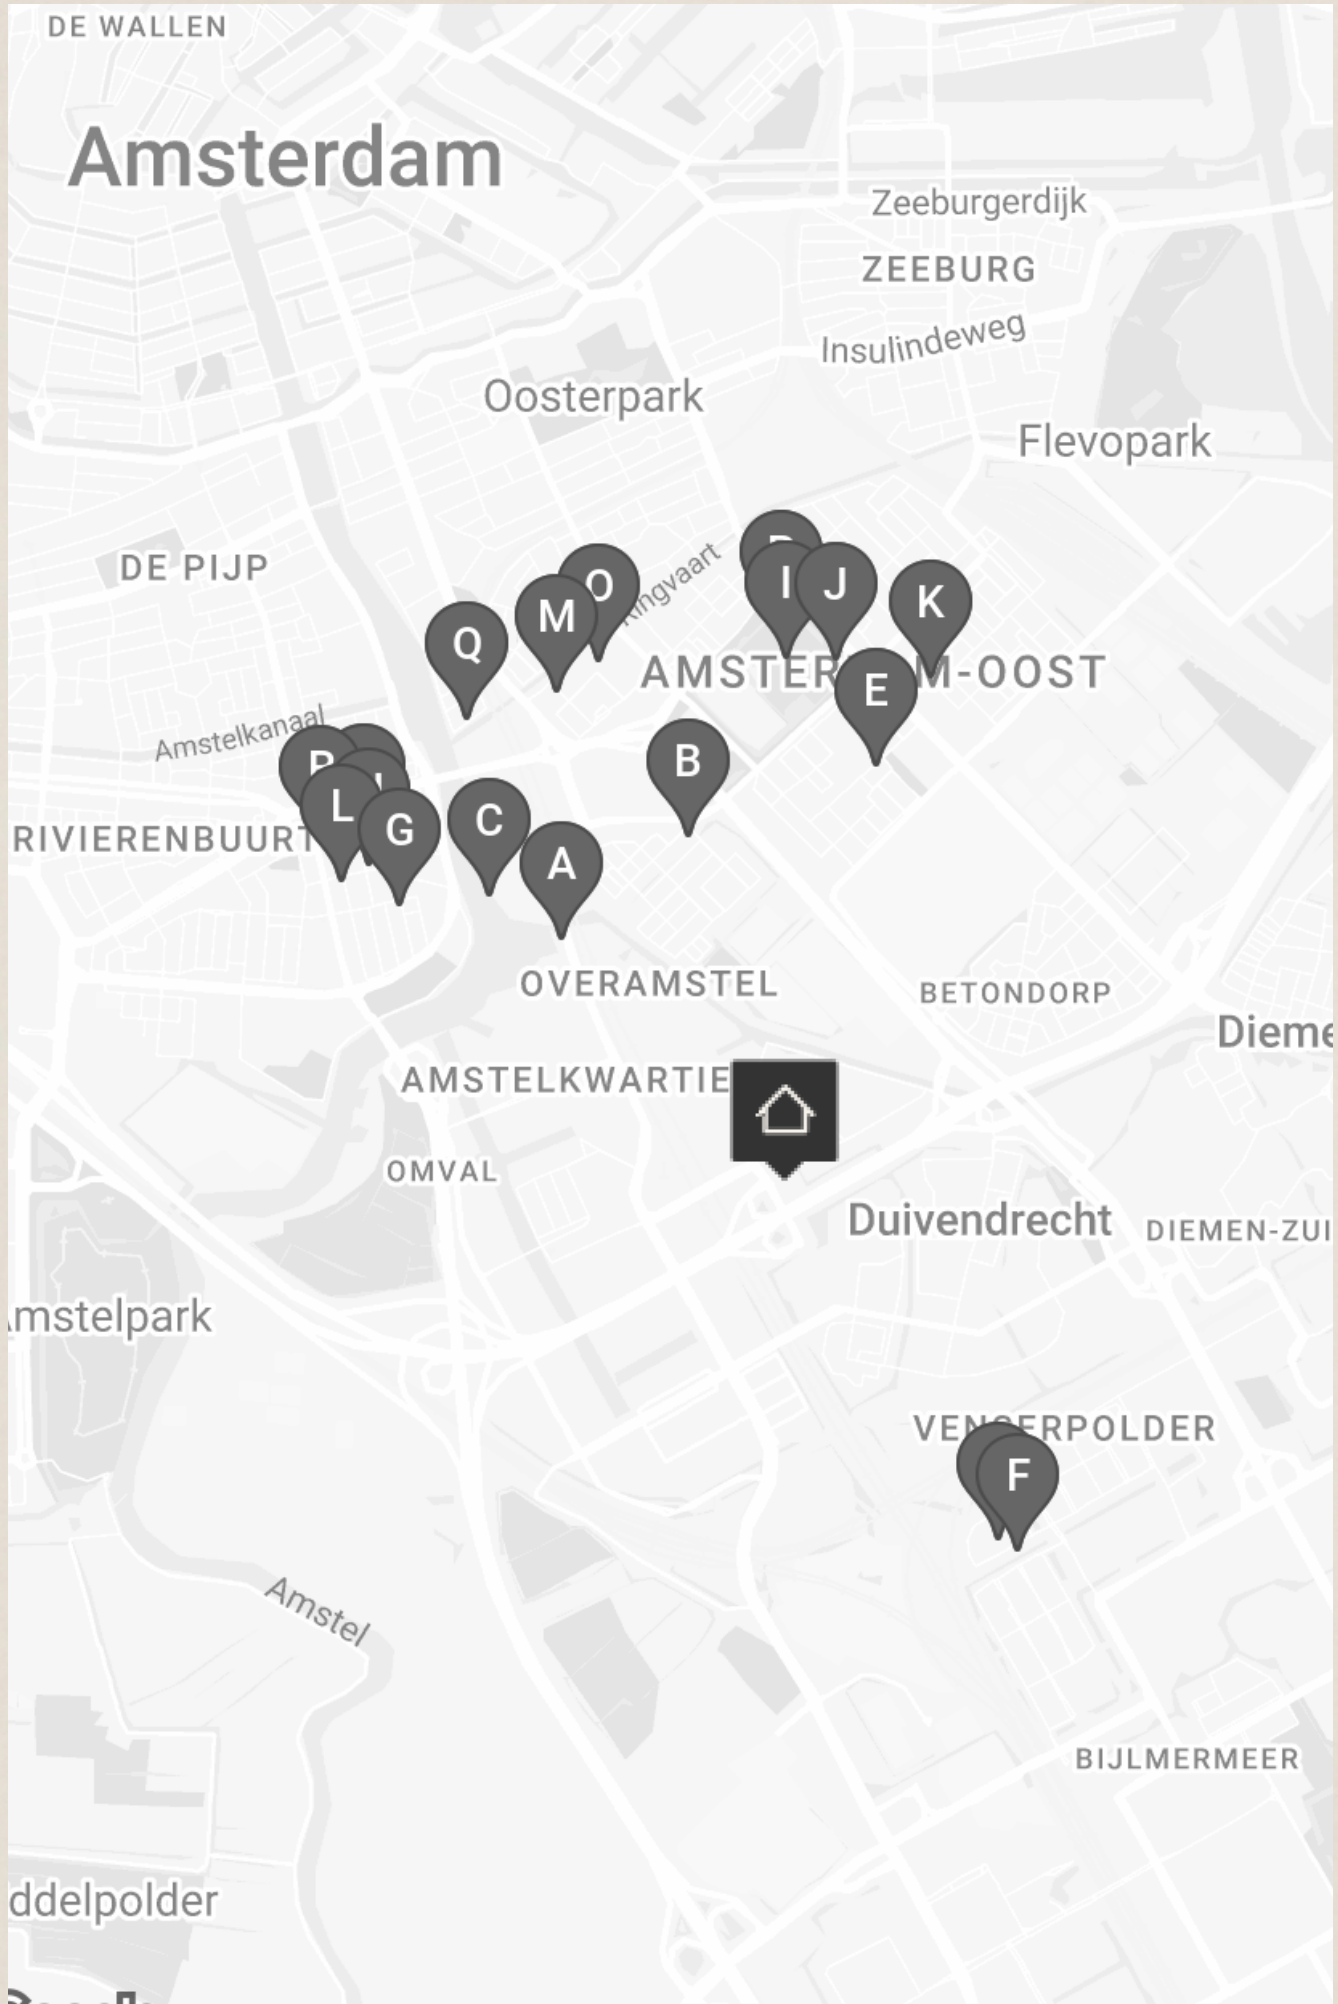 DE WALLEN
Amsterdam
Zeeburgerdijk
ZEEBURG
Insulindeweg
Oosterpark
Flevopark
DE PIJP
Ringvaart
O
M
I
J
K
Q
AMSTER M-OOST
E
Amstelkanaal
B
L
G
C
A
RIVIERENBUURT
OVERAMSTEL
BETONDORP
Dieme
AMSTELKWARTIE
OMVAL
Duivendrecht
DIEMEN-ZUI
mstelpark
VEN ERPOLDER
F
Amstel
BIJLMERMEER
ddelpolder